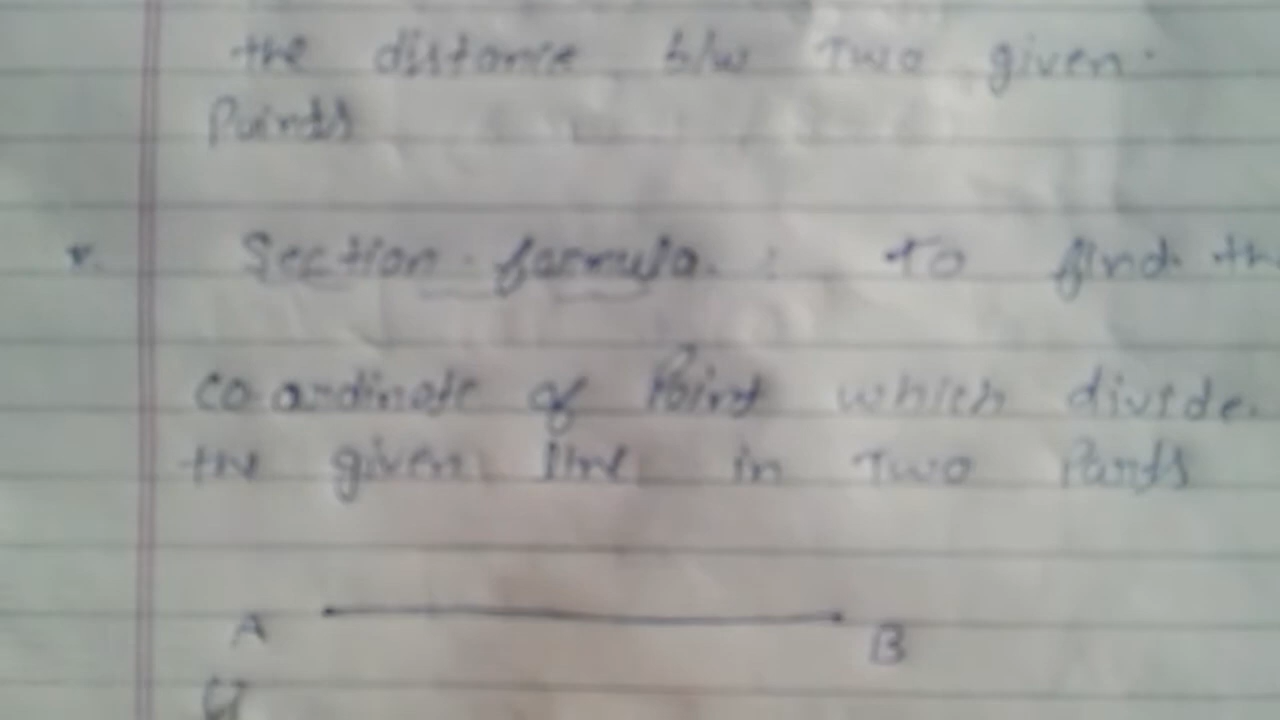 the distance b/w Two given
Points
Section formula : To find th
co ordinate of Point which divide
the given line in Two Parts
A B